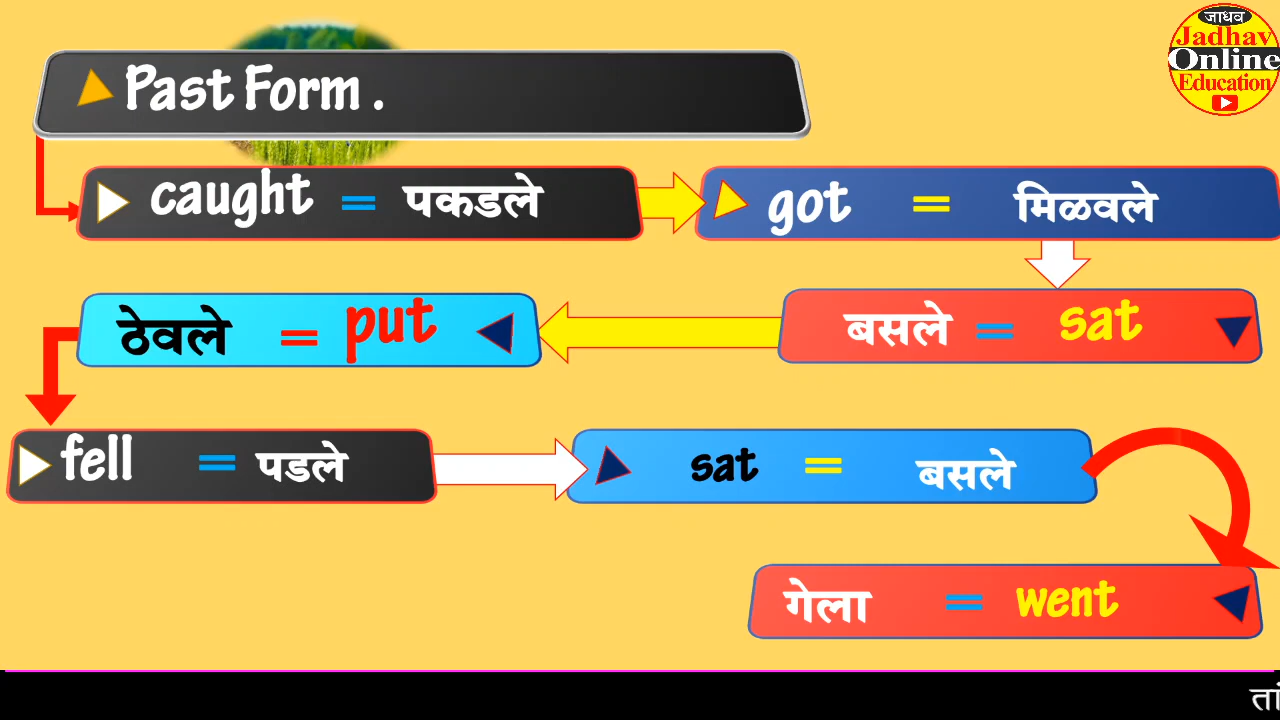 जाधव
Jadhav
Online
Education
Past Form .
caught = पकडले
got = मिळवले
ठेवले = put
बसले = sat
fell = पडले
sat = बसले
गेला = went